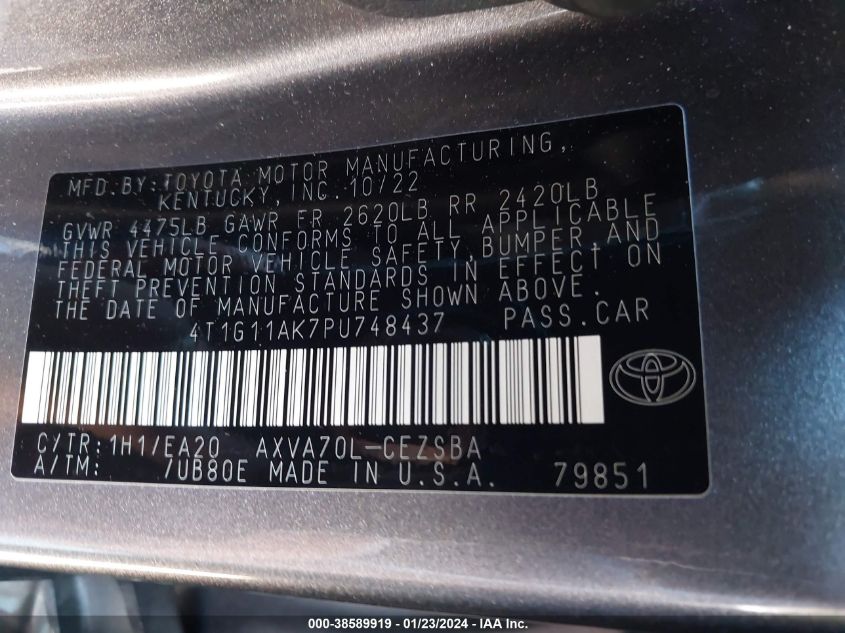 MFD.BY:TOYOTA MOTOR MANUFACTURING,
KENTUCKY, INC. 10/22
GVWR 4475LB GAWR FR 2620LB RR 2420LB
THIS VEHICLE CONFORMS TO ALL APPLICABLE
FEDERAL MOTOR VEHICLE SAFETY,BUMPER,AND
THEFT PREVENTION STANDARDS IN EFFECT ON
THE DATE OF MANUFACTURE SHOWN ABOVE.
4T1G11AK7PU748437 PASS.CAR
C/TR:1H1/EA20 AXVA70L-CEZSBA
A/TM: 7UB80E MADE IN U.S.A. 79851
000-38589919 / 01/23/2024 - IAA Inc.